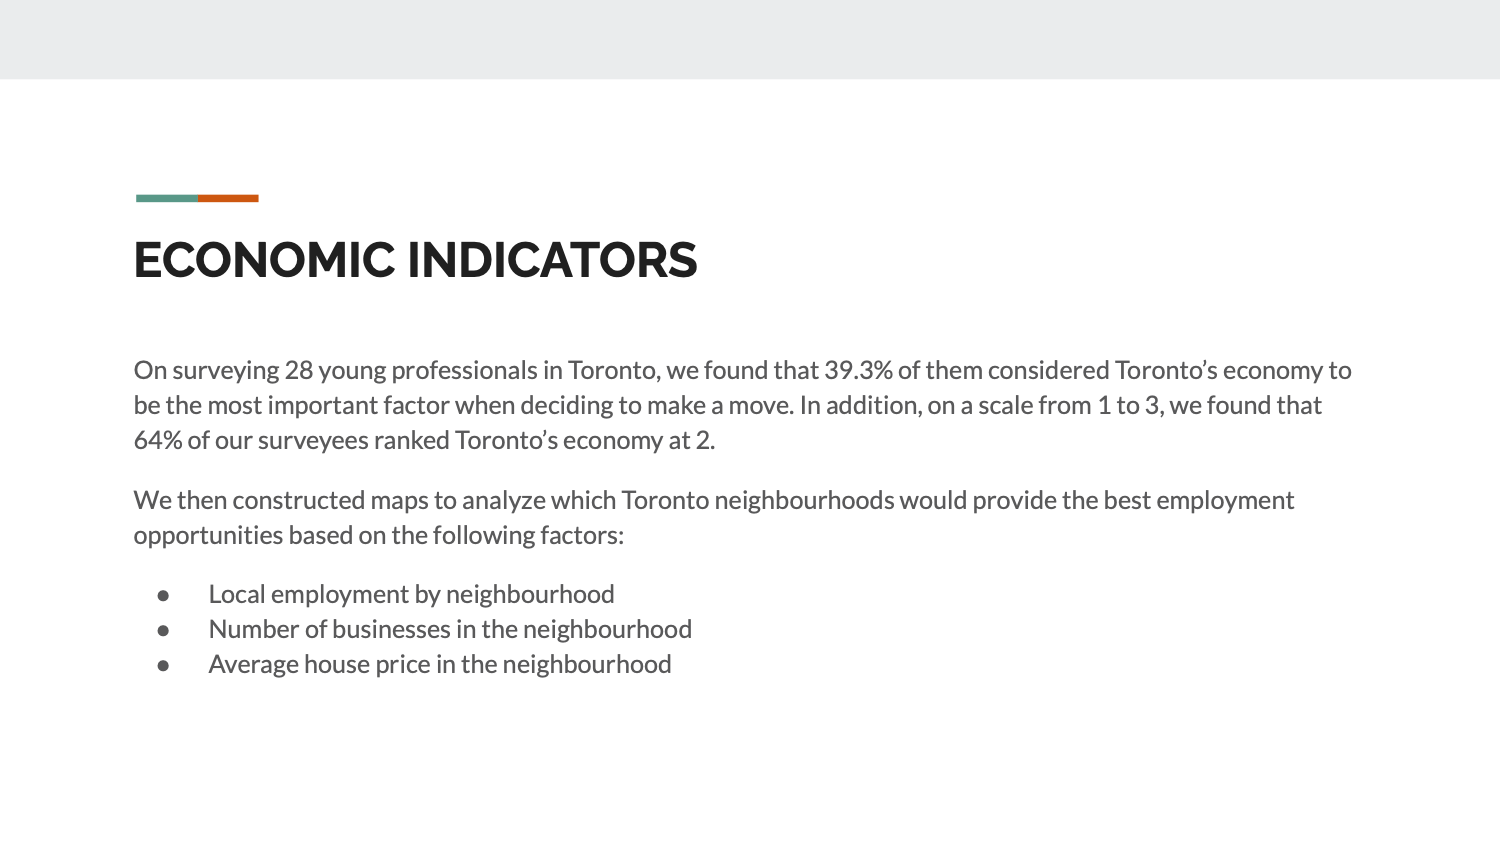 ECONOMIC INDICATORS
On surveying 28 young professionals in Toronto, we found that 39.3% of them considered Toronto’s economy to
be the most important factor when deciding to make a move. In addition, on a scale from 1 to 3, we found that
64% of our surveyees ranked Toronto’s economy at 2.
We then constructed maps to analyze which Toronto neighbourhoods would provide the best employment
opportunities based on the following factors:
● Local employment by neighbourhood
● Number of businesses in the neighbourhood
● Average house price in the neighbourhood